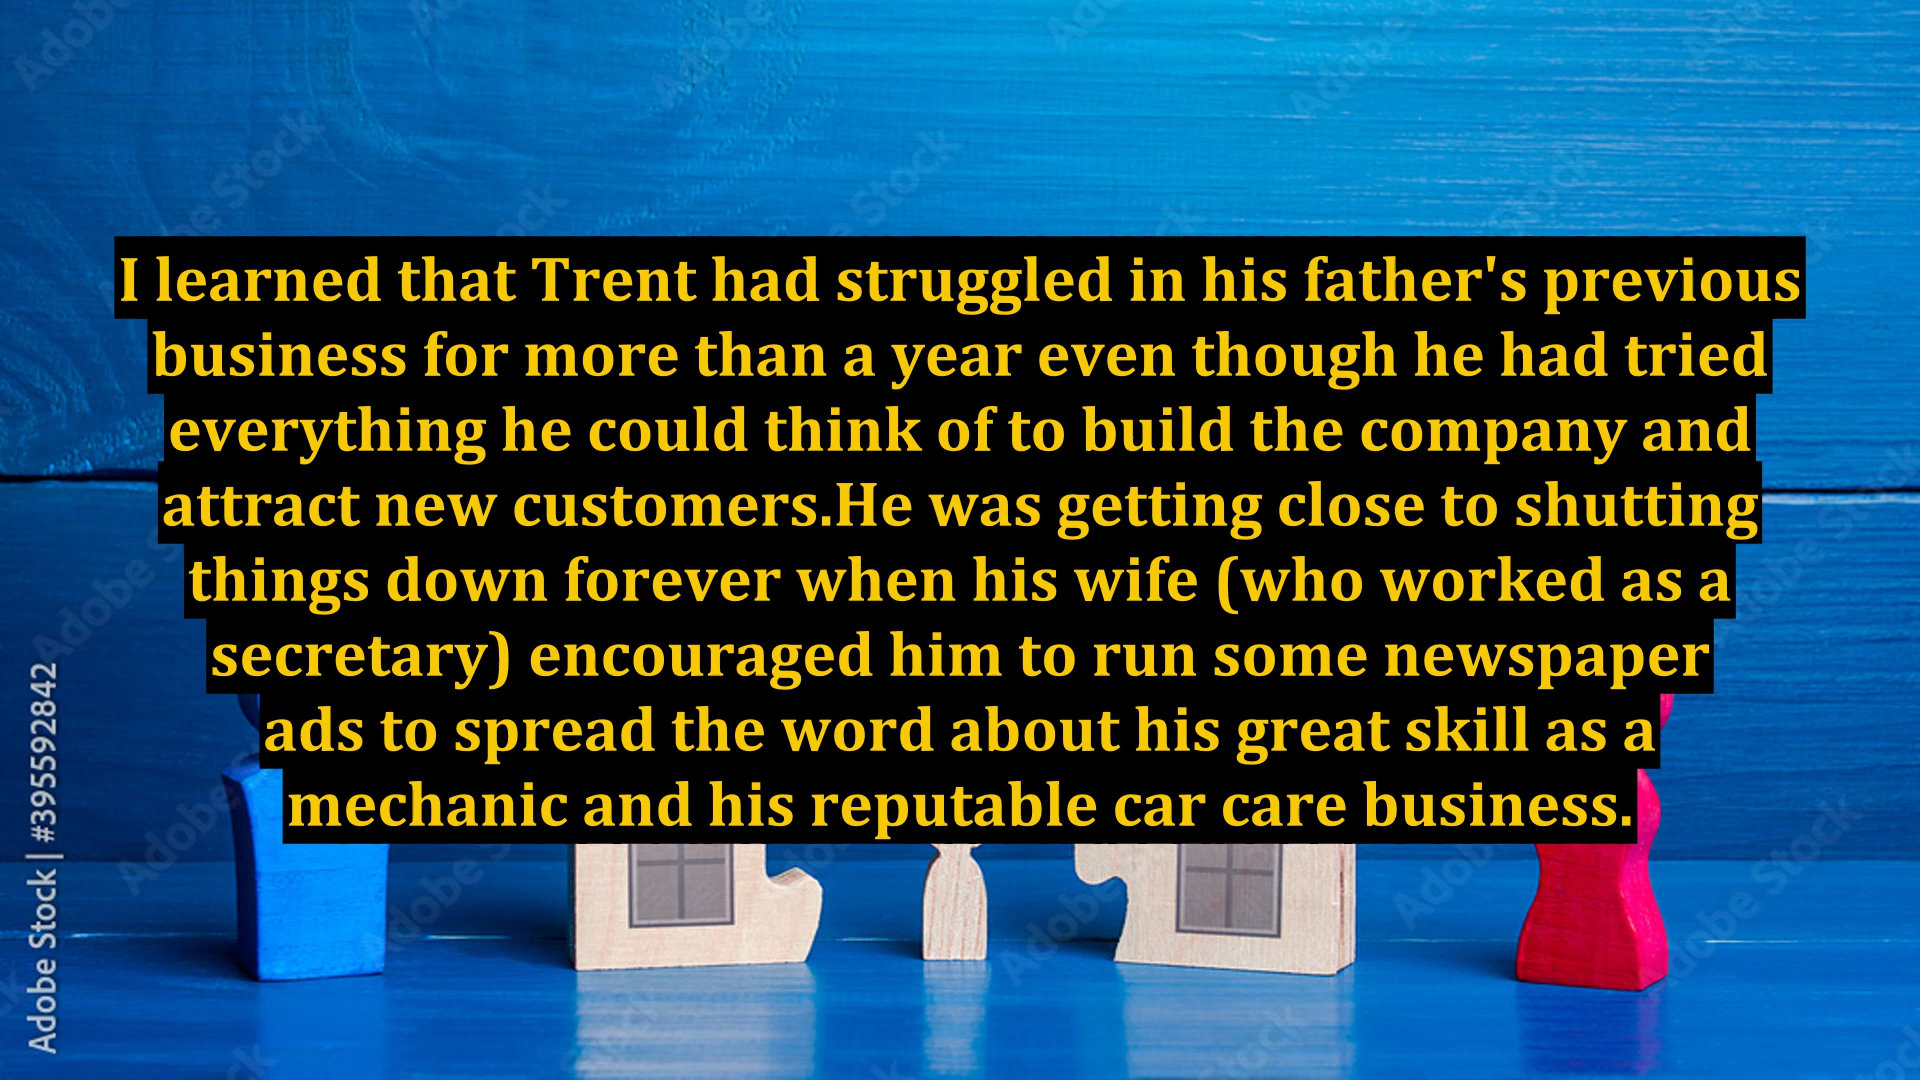 I learned that Trent had struggled in his father's previous
business for more than a year even though he had tried
everything he could think of to build the company and
attract new customers.He was getting close to shutting
things down forever when his wife (who worked as a
secretary) encouraged him to run some newspaper
ads to spread the word about his great skill as a
mechanic and his reputable car care business.
Adobe Stock | #395592842